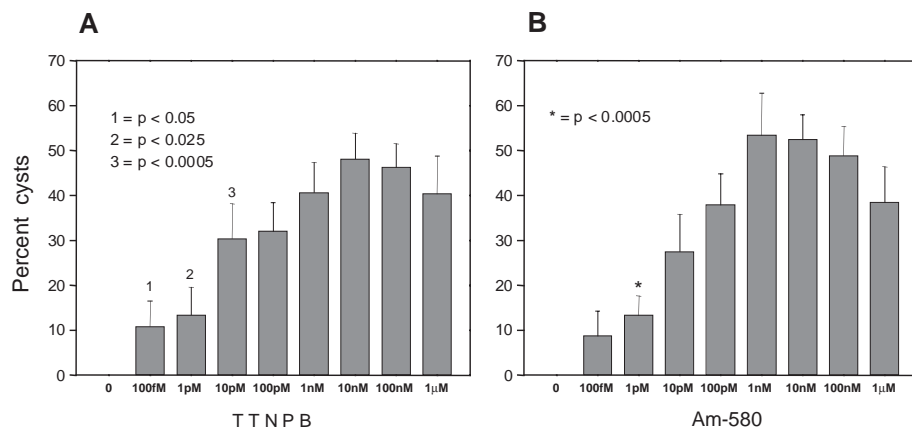 A
B
70
60
50
40
30
20
10
0
Percent cysts
1 = p < 0.05
2 = p < 0.025
3 = p < 0.0005
1
2
3
0 100fM 1pM 10pM 100pM 1nM 10nM 100nM 1μM
TTNPB
70
60
50
40
30
20
10
0
* = p < 0.0005
*
0 100fM 1pM 10pM 100pM 1nM 10nM 100nM 1μM
Am-580